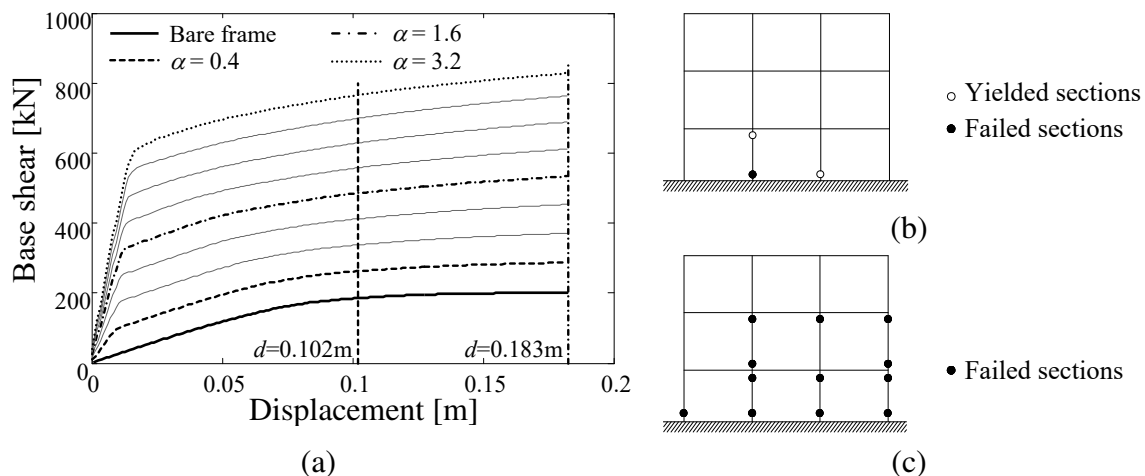 Base shear [kN]
1000
800
600
400
200
0
Bare frame
α = 0.4
α = 1.6
α = 3.2
d=0.102m
d=0.183m
0 0.05 0.1 0.15 0.2
Displacement [m]
(a)
Yielded sections
Failed sections
(b)
Failed sections
(c)